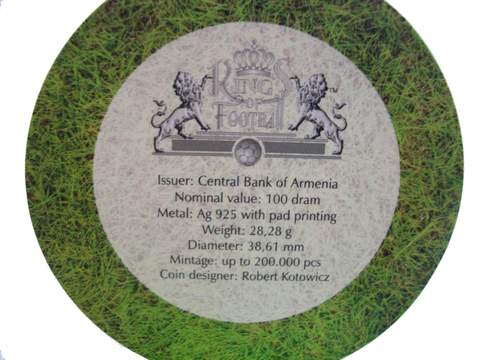 KINGS
OF
FOOTBALL
Issuer: Central Bank of Armenia
Nominal value: 100 dram
Metal: Ag 925 with pad printing
Weight: 28,28 g
Diameter: 38,61 mm
Mintage: up to 200.000 pcs
Coin designer: Robert Kotowicz